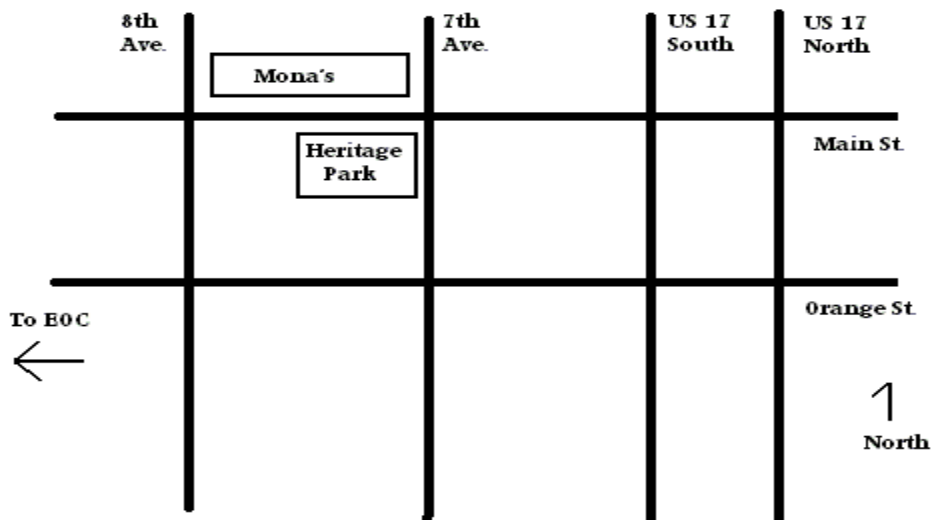 8th
Ave.
7th
Ave.
US 17
South
US 17
North
Mona's
Main St.
Heritage
Park
Orange St.
To EOC
North